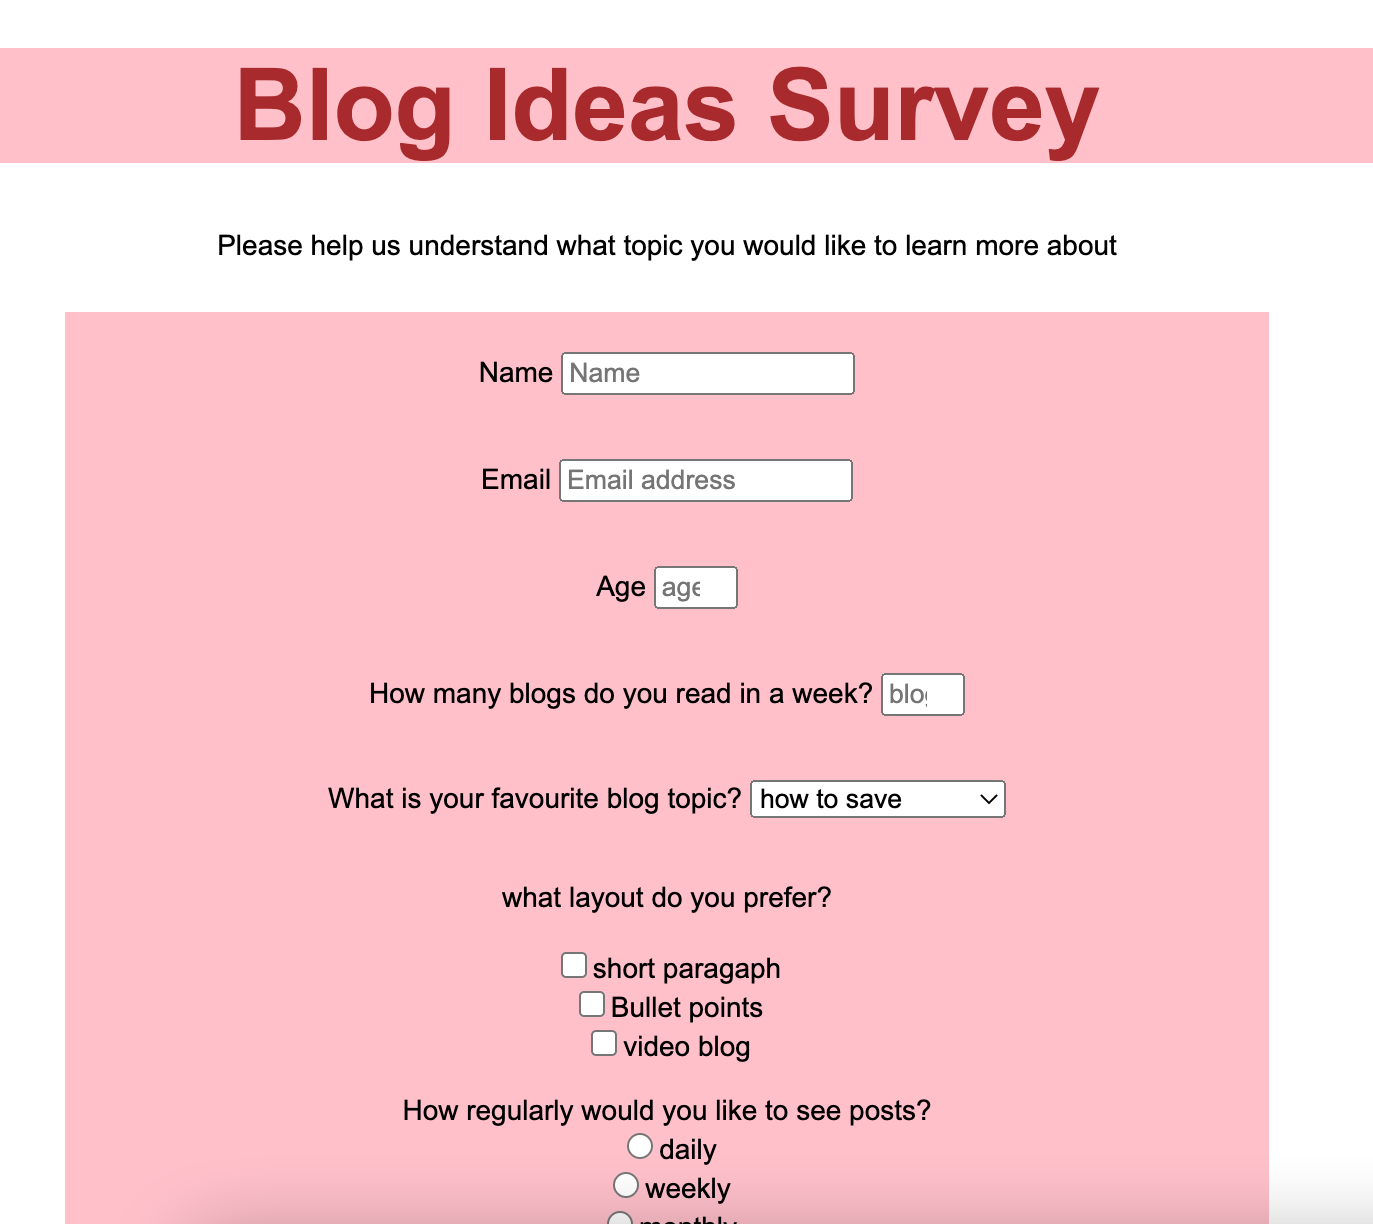 Blog Ideas Survey
Please help us understand what topic you would like to learn more about
Name Name
Email Email address
Age age
How many blogs do you read in a week? blog
What is your favourite blog topic? how to save
what layout do you prefer?
short paragaph
Bullet points
video blog
How regularly would you like to see posts?
daily
weekly
monthly